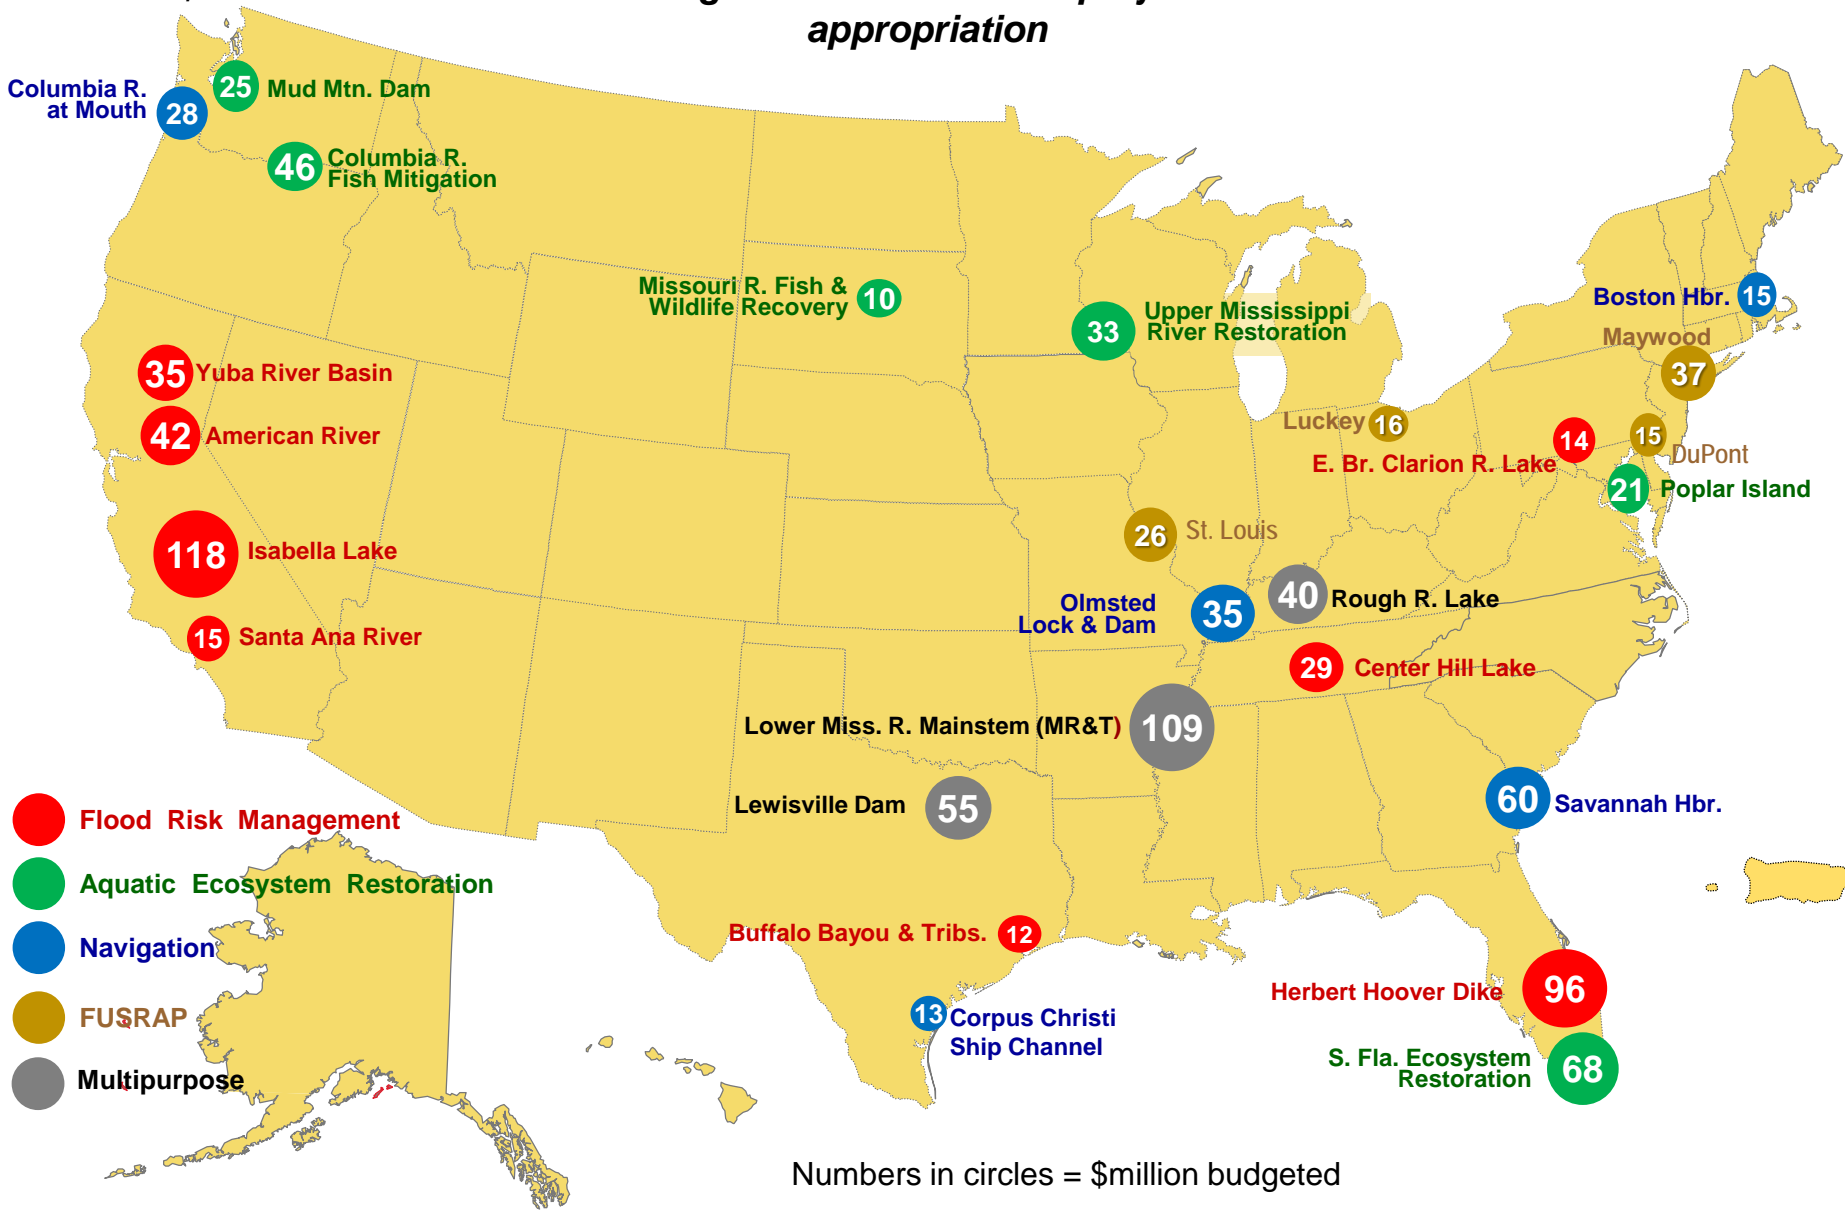 appropriation
Columbia R.
at Mouth
28
25
Mud Mtn. Dam
46
Columbia R.
Fish Mitigation
Missouri R. Fish &
Wildlife Recovery
10
33
Upper Mississippi
River Restoration
Boston Hbr.
15
Maywood
37
35
Yuba River Basin
42
American River
Luckey
16
14
E. Br. Clarion R. Lake
15
DuPont
21
Poplar Island
118
Isabella Lake
26
St. Louis
15
Santa Ana River
Olmsted
Lock & Dam
35
40
Rough R. Lake
29
Center Hill Lake
Lower Miss. R. Mainstem (MR&T)
109
Lewisville Dam
55
60
Savannah Hbr.
Flood Risk Management
Aquatic Ecosystem Restoration
Navigation
FUSRAP
Multipurpose
Buffalo Bayou & Tribs.
12
13
Corpus Christi
Ship Channel
Herbert Hoover Dike
96
S. Fla. Ecosystem
Restoration
68
Numbers in circles = $million budgeted